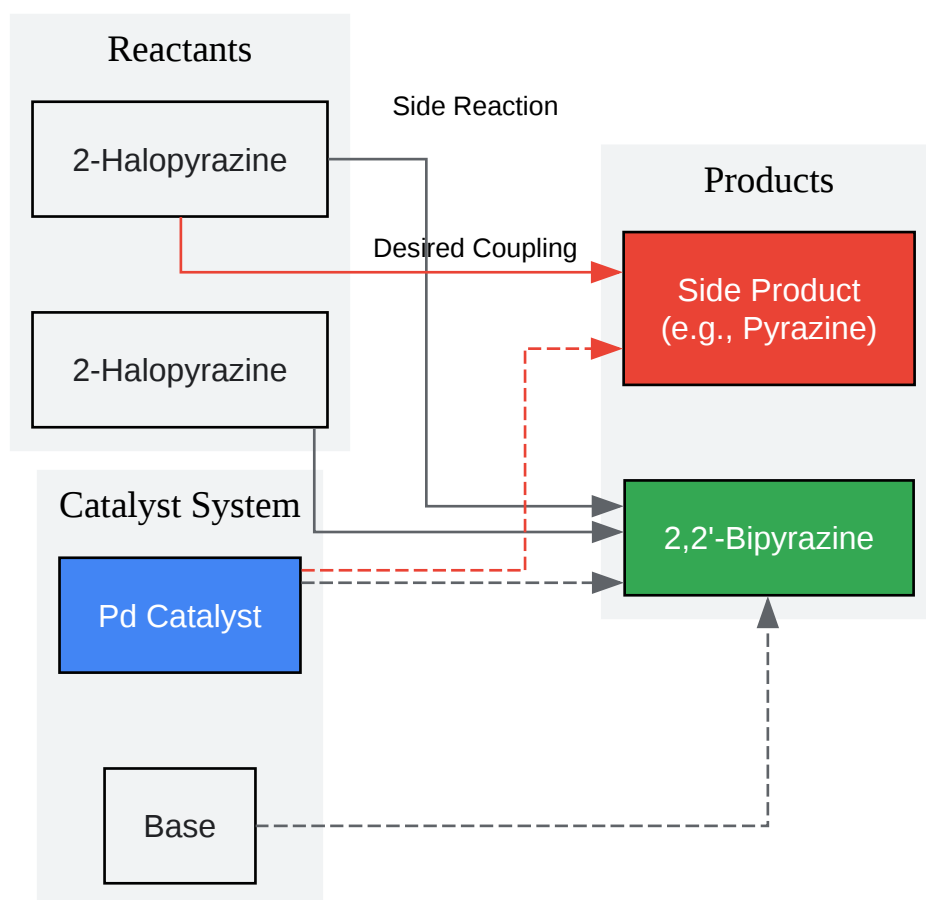 Reactants
2-Halopyrazine
2-Halopyrazine
Side Reaction
Desired Coupling
Products
Side Product
(e.g., Pyrazine)
2,2'-Bipyrazine
Catalyst System
Pd Catalyst
Base